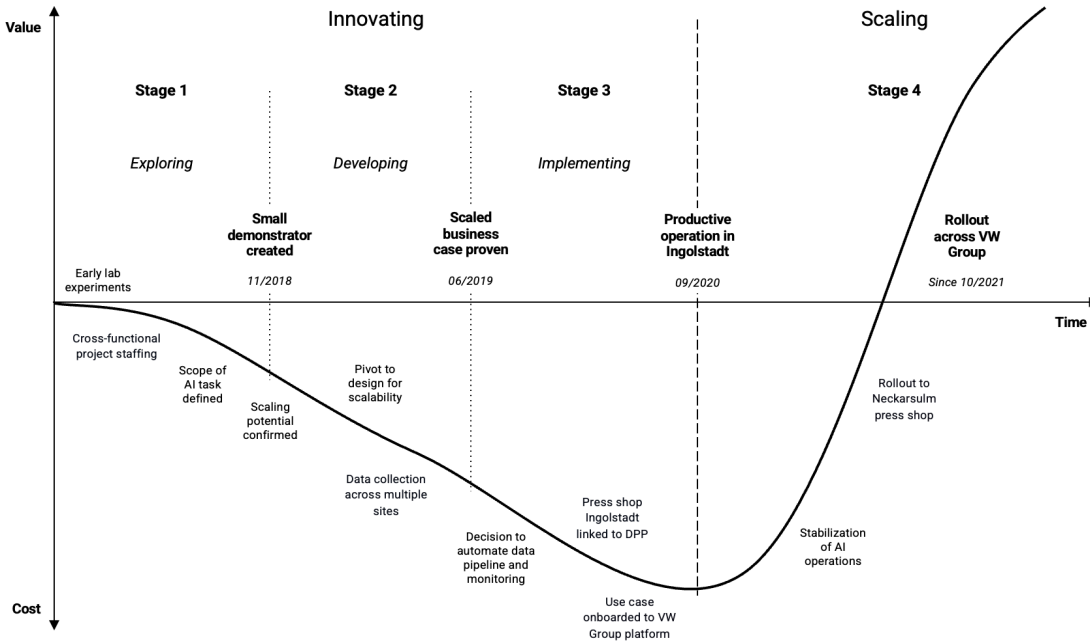 Innovating
Scaling
Value
Stage 1
Stage 2
Stage 3
Stage 4
Exploring
Developing
Implementing
Small
demonstrator
created
11/2018
Scaled
business
case proven
06/2019
Productive
operation in
Ingolstadt
09/2020
Rollout
across VW
Group
Since 10/2021
Early lab
experiments
Time
Cross-functional
project staffing
Scope of
AI task
defined
Scaling
potential
confirmed
Pivot to
design for
scalability
Data collection
across multiple
sites
Decision to
automate data
pipeline and
monitoring
Press shop
Ingolstadt
linked to DPP
Use case
onboarded to VW
Group platform
Stabilization
of AI
operations
Rollout to
Neckarsulm
press shop
Cost